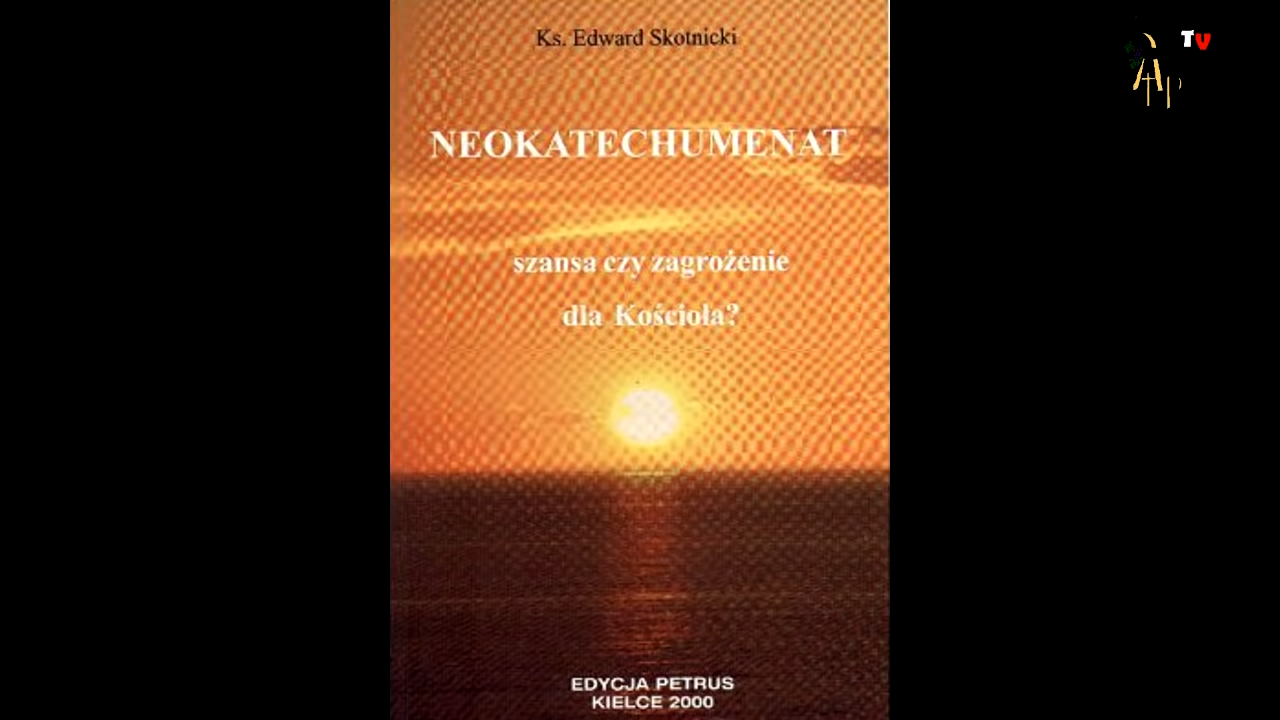 Ks. Edward Skotnicki
TV
NEOKATECHUMENAT
szansa czy zagrożenie
dla Kościoła?
EDYCJA PETRUS
KIELCE 2000